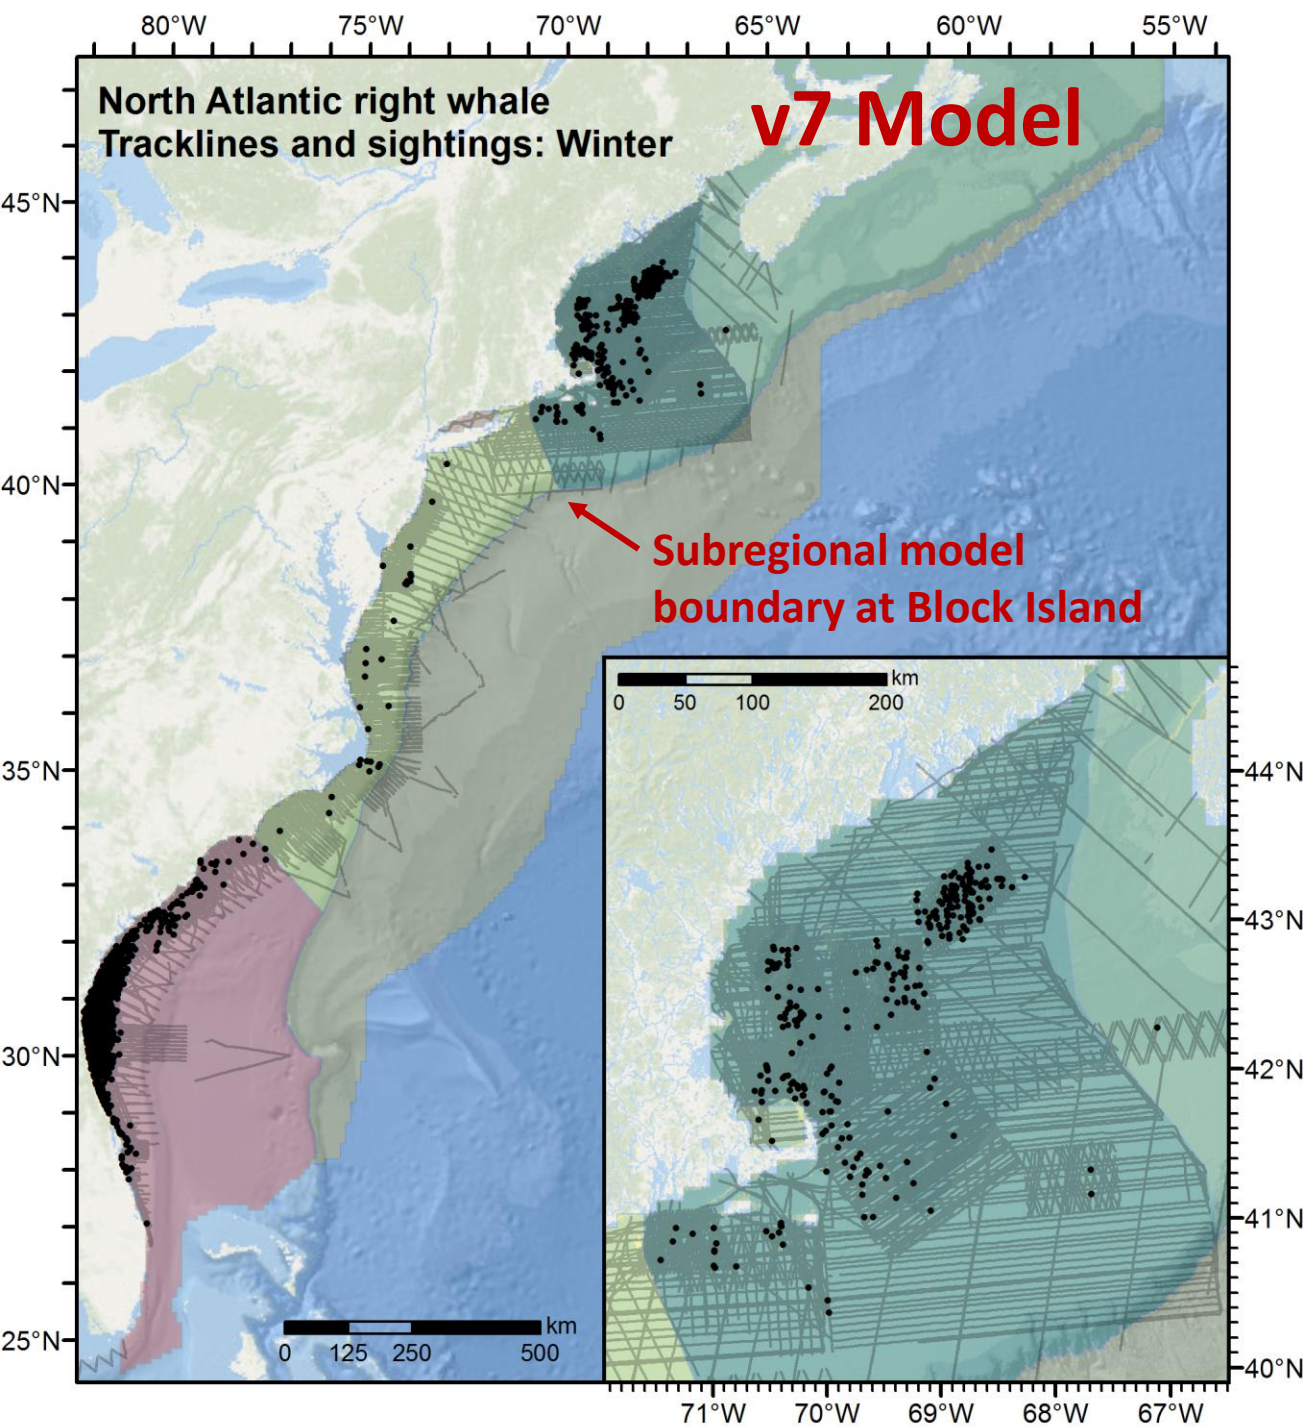 80°W 75°W 70°W 65°W 60°W 55°W
North Atlantic right whale
Tracklines and sightings: Winter
v7 Model
45°N
40°N
35°N
30°N
25°N
Subregional model
boundary at Block Island
km
0 50 100 200
44°N
43°N
42°N
41°N
40°N
km
0 125 250 500
71°W 70°W 69°W 68°W 67°W